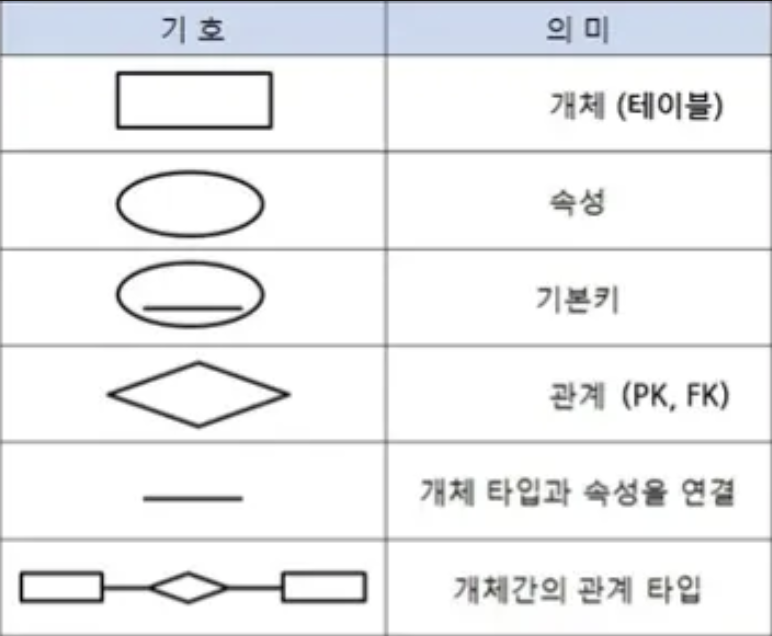 기 호 의 미
개체 (테이블)
속성
기본키
관계 (PK, FK)
개체 타입과 속성을 연결
개체간의 관계 타입